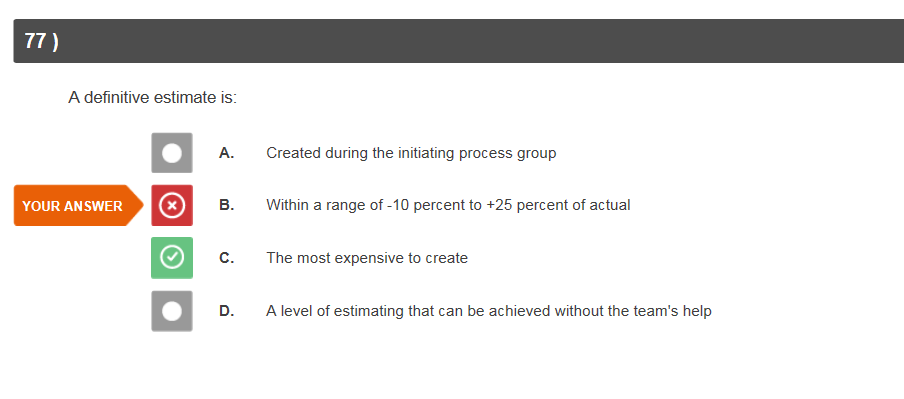 77 )
A definitive estimate is:
A. Created during the initiating process group
YOUR ANSWER B. Within a range of -10 percent to +25 percent of actual
C. The most expensive to create
D. A level of estimating that can be achieved without the team's help